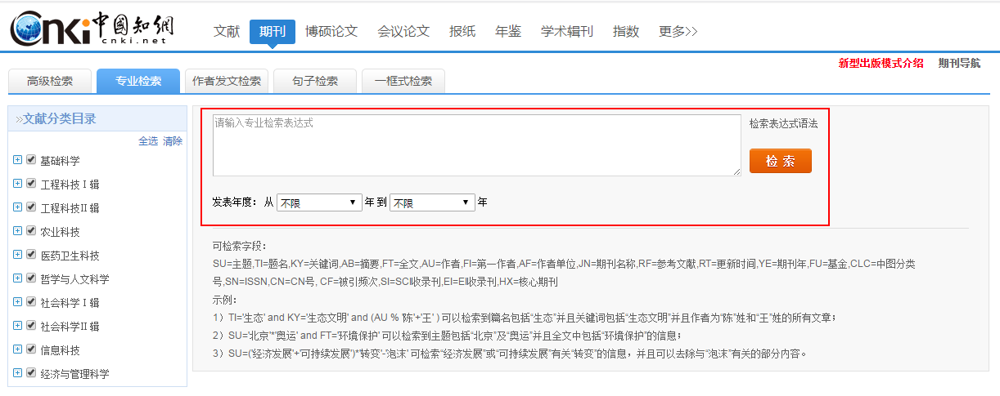 Cnki 中國知網
cnki.net
文献 期刊 博硕论文 会议论文 报纸 年鉴 学术辑刊 指数 更多>>
新型出版模式介绍 期刊导航
高级检索 专业检索 作者发文检索 句子检索 一框式检索
文献分类目录
全选 清除
基础科学
工程科技 I 辑
工程科技II 辑
农业科技
医药卫生科技
哲学与人文科学
社会科学 I 辑
社会科学II 辑
信息科技
经济与管理科学
请输入专业检索表达式
检索表达式语法
检 索
发表年度： 从 不限 年 到 不限 年
可检索字段：
SU=主题,TI=题名,KY=关键词,AB=摘要,FT=全文,AU=作者,FI=第一作者,AF=作者单位,JN=期刊名称,RF=参考文献,RT=更新时间,YE=期刊年,FU=基金,CLC=中图分类
号,SN=ISSN,CN=CN号, CF=被引频次,SI=SCI收录刊,EI=EI收录刊,HX=核心期刊
示例：
1）TI='生态' and KY='生态文明' and (AU % '陈'+'王' ) 可以检索到篇名包括“生态”并且关键词包括“生态文明”并且作者为“陈”姓和“王”姓的所有文章；
2）SU='北京'*'奥运' and FT='环境保护' 可以检索到主题包括“北京”及“奥运”并且全文中包括“环境保护”的信息；
3）SU=('经济发展'+'可持续发展')*'转变'-'泡沫' 可检索“经济发展”或“可持续发展”有关“转变”的信息，并且可以去除与“泡沫”有关的部分内容。